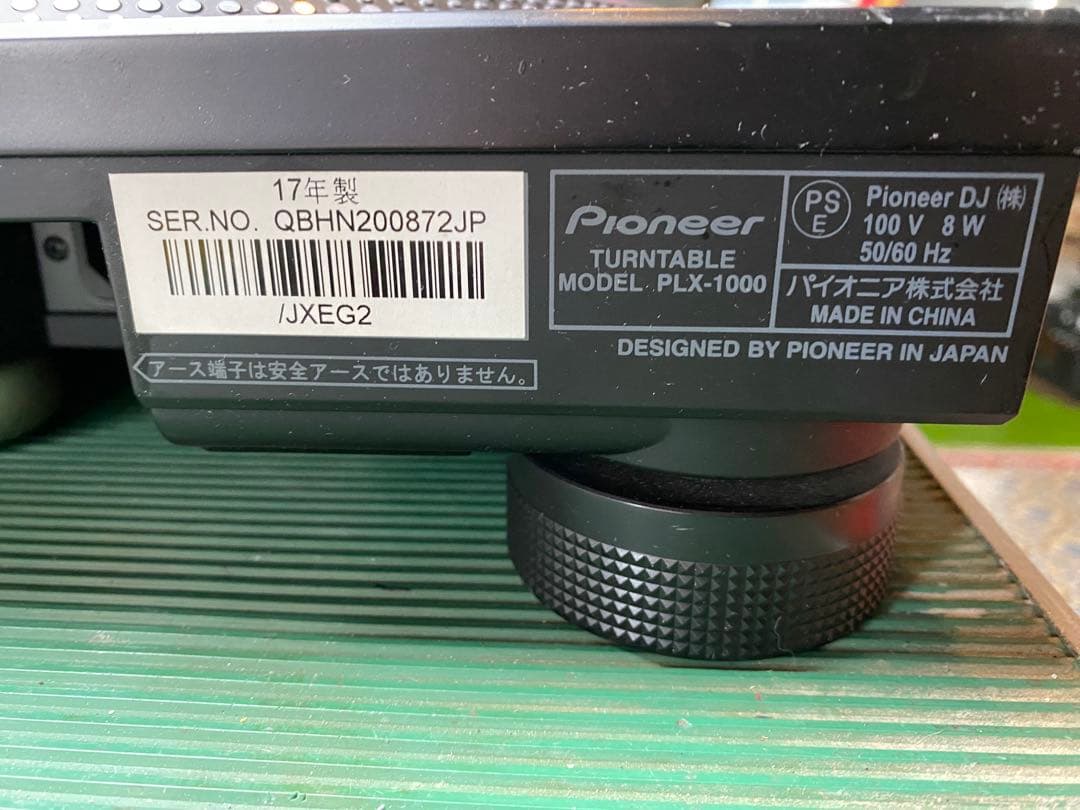 17年製
SER.NO. QBHN200872JP
/JXEG2
アース端子は安全アースではありません。
Pioneer
TURNTABLE
MODEL PLX-1000
PS
E
Pioneer DJ ㈱
100 V 8 W
50/60 Hz
パイオニア株式会社
MADE IN CHINA
DESIGNED BY PIONEER IN JAPAN